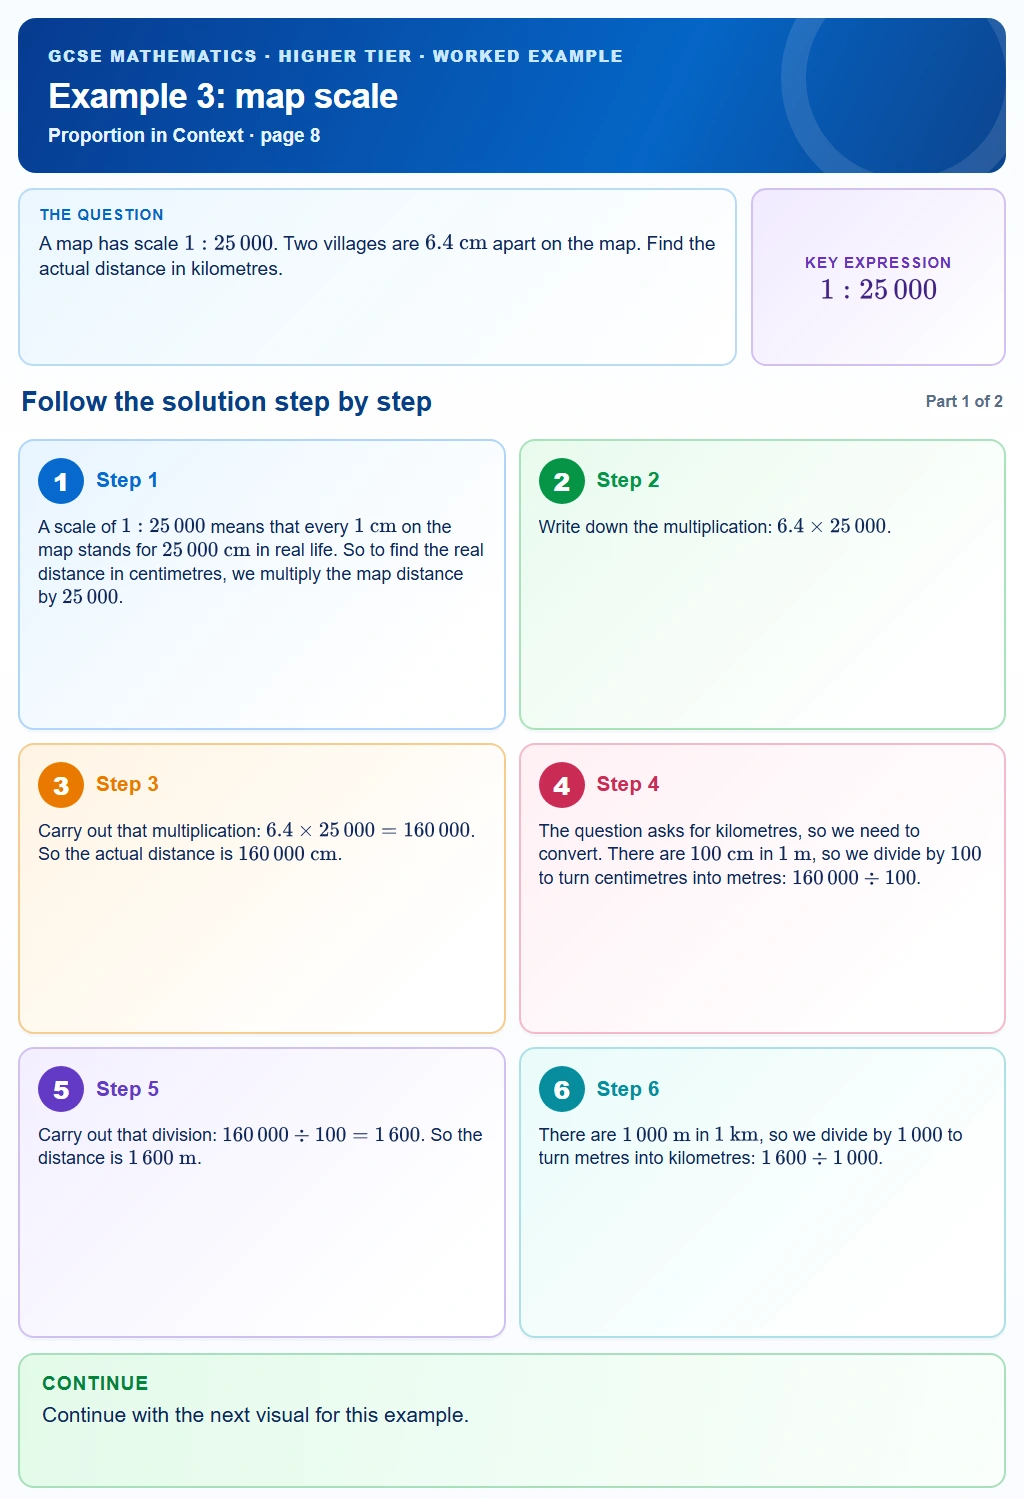 GCSE MATHEMATICS · HIGHER TIER · WORKED EXAMPLE
Example 3: map scale
Proportion in Context · page 8
THE QUESTION
A map has scale 1 : 25 000. Two villages are 6.4 cm apart on the map. Find the
actual distance in kilometres.
KEY EXPRESSION
1 : 25 000
Follow the solution step by step
Part 1 of 2
1 Step 1
A scale of 1 : 25 000 means that every 1 cm on the
map stands for 25 000 cm in real life. So to find the real
distance in centimetres, we multiply the map distance
by 25 000.
2 Step 2
Write down the multiplication: 6.4 × 25 000.
3 Step 3
Carry out that multiplication: 6.4 × 25 000 = 160 000.
So the actual distance is 160 000 cm.
4 Step 4
The question asks for kilometres, so we need to
convert. There are 100 cm in 1 m, so we divide by 100
to turn centimetres into metres: 160 000 ÷ 100.
5 Step 5
Carry out that division: 160 000 ÷ 100 = 1 600. So the
distance is 1 600 m.
6 Step 6
There are 1 000 m in 1 km, so we divide by 1 000 to
turn metres into kilometres: 1 600 ÷ 1 000.
CONTINUE
Continue with the next visual for this example.